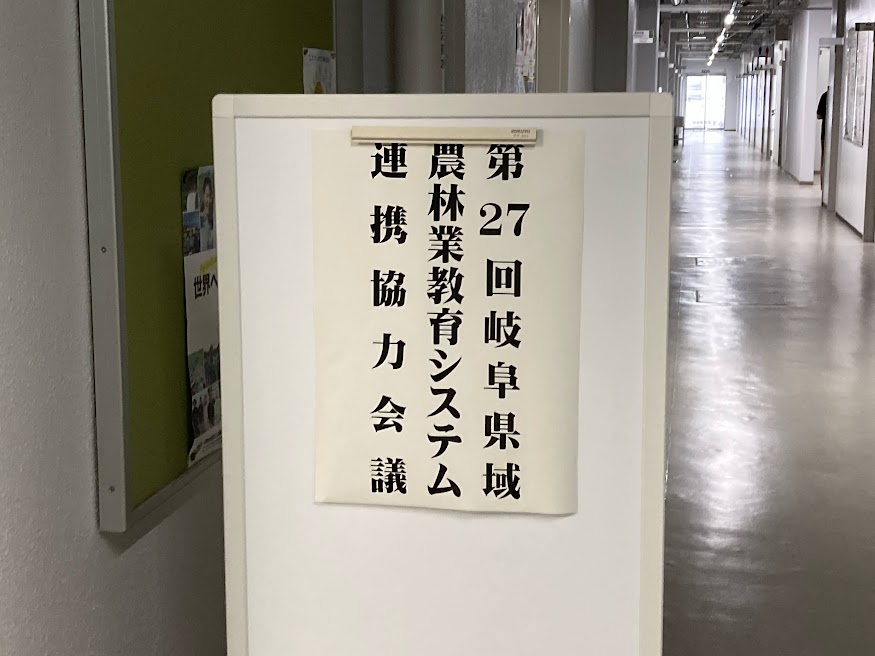 第27回岐阜県域
農林業教育システム
連携協力会議
世界へ